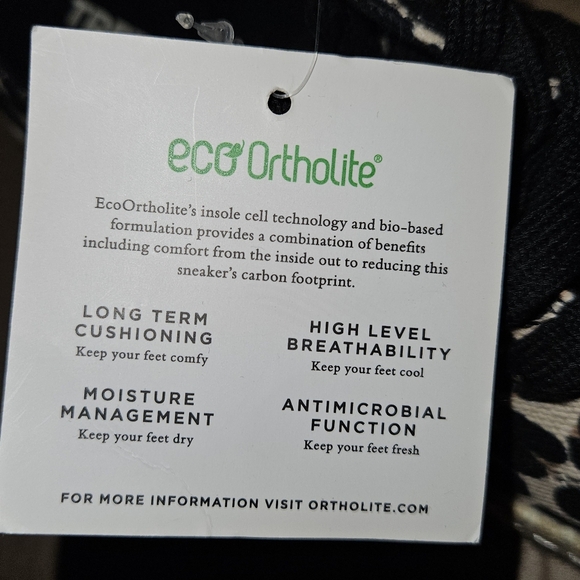 eco Ortholite®
EcoOrtholite's insole cell technology and bio-based
formulation provides a combination of benefits
including comfort from the inside out to reducing this
sneaker's carbon footprint.
LONG TERM
CUSHIONING
Keep your feet comfy
HIGH LEVEL
BREATHABILITY
Keep your feet cool
MOISTURE
MANAGEMENT
Keep your feet dry
ANTIMICROBIAL
FUNCTION
Keep your feet fresh
FOR MORE INFORMATION VISIT ORTHOLITE.COM